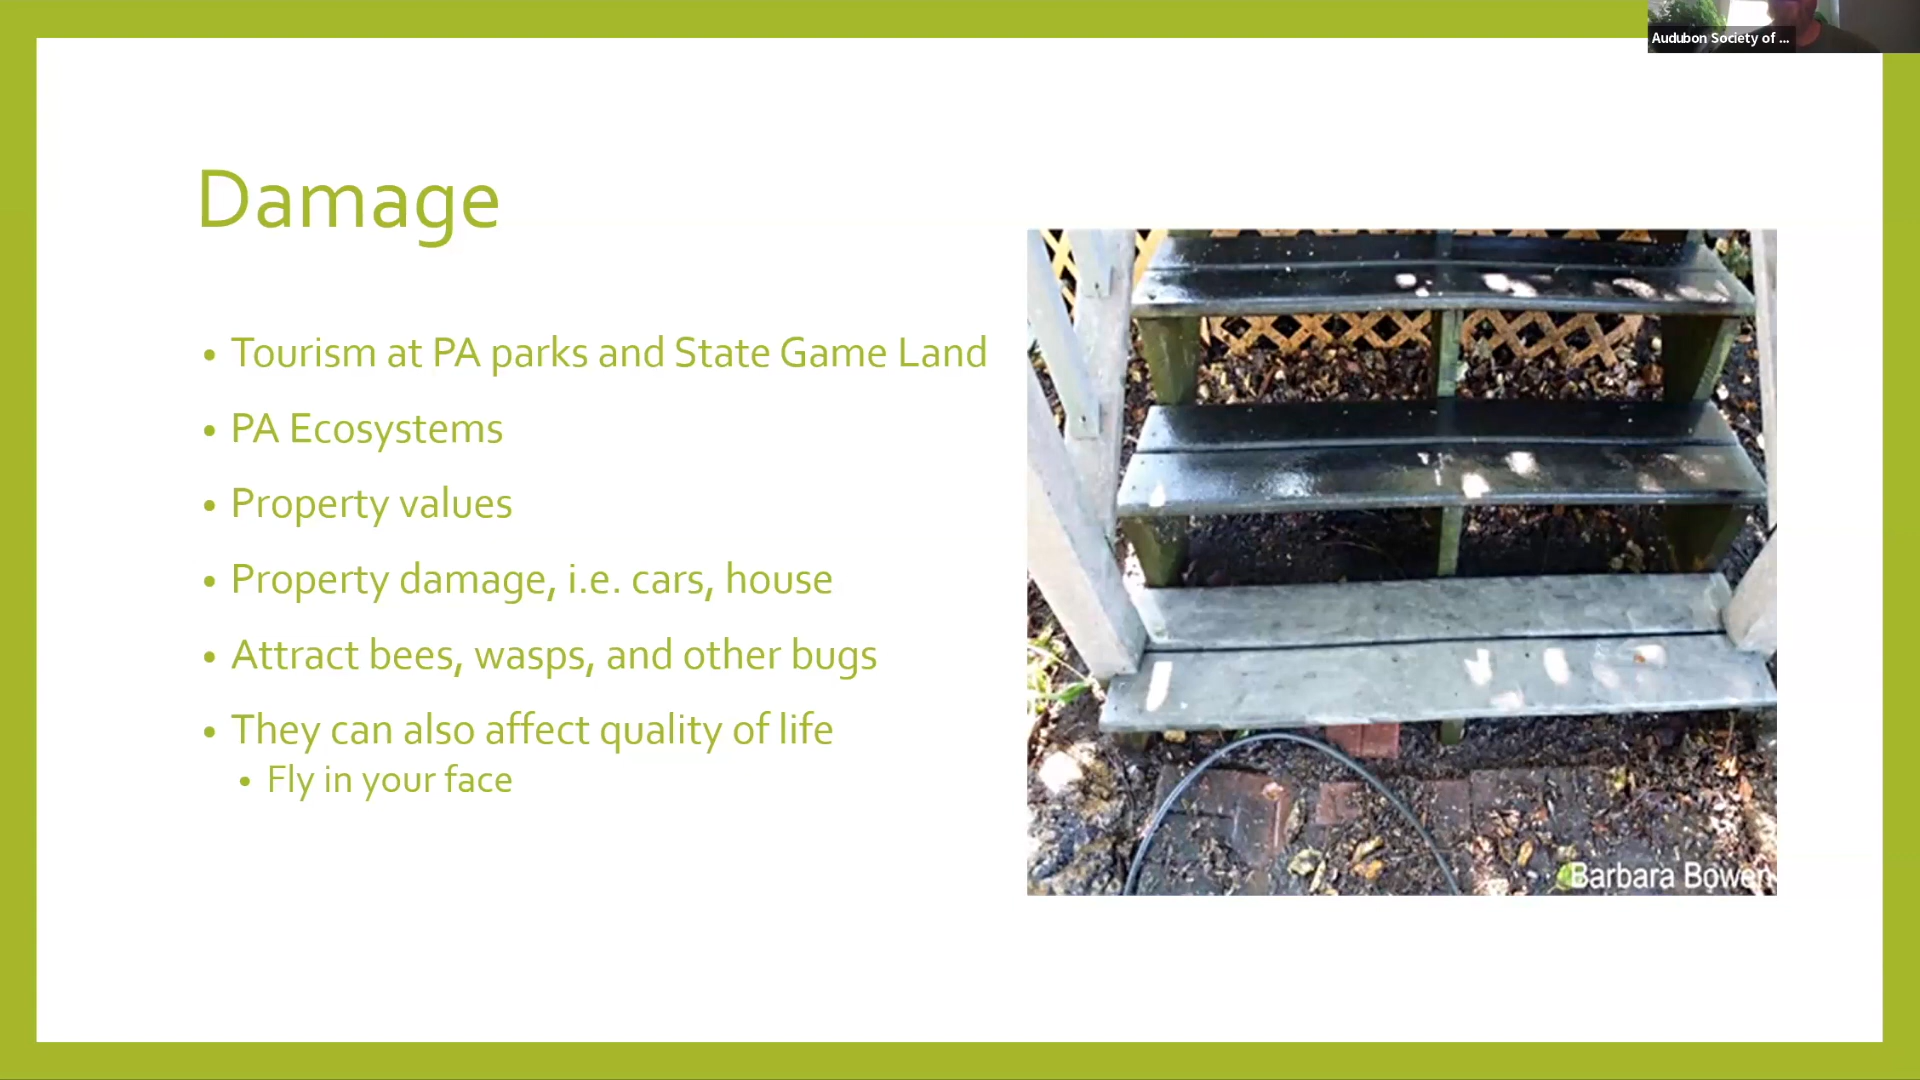 Audubon Society of ...
Damage
• Tourism at PA parks and State Game Land
• PA Ecosystems
• Property values
• Property damage, i.e. cars, house
• Attract bees, wasps, and other bugs
• They can also affect quality of life
• Fly in your face
Barbara Bowen